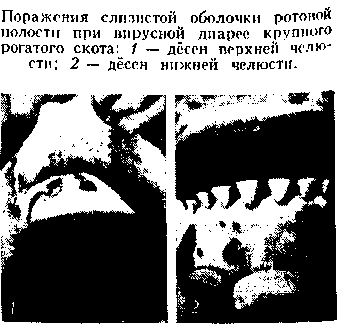 Поражения слизистой оболочки ротовой
полости при вирусной диарее крупного
рогатого скота: 1 — дёсен верхней челю-
сти; 2 — дёсен нижней челюсти.